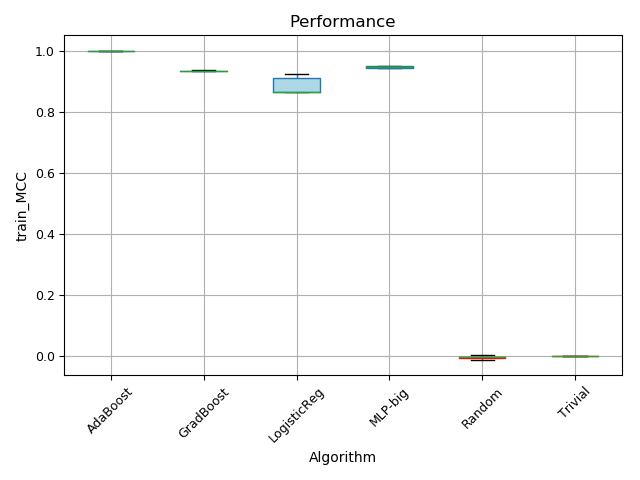 Performance
train_MCC
1.0
0.8
0.6
0.4
0.2
0.0
AdaBoost
GradBoost
LogisticReg
MLP-big
Random
Trivial
Algorithm